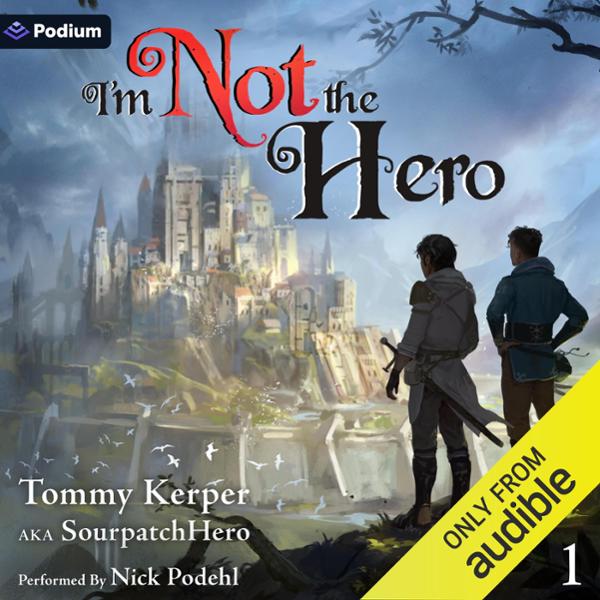 Podium
I'm Not the
Hero
Tommy Kerper
AKA SourpatchHero
Performed By Nick Podehl
ONLY FROM
audible
1